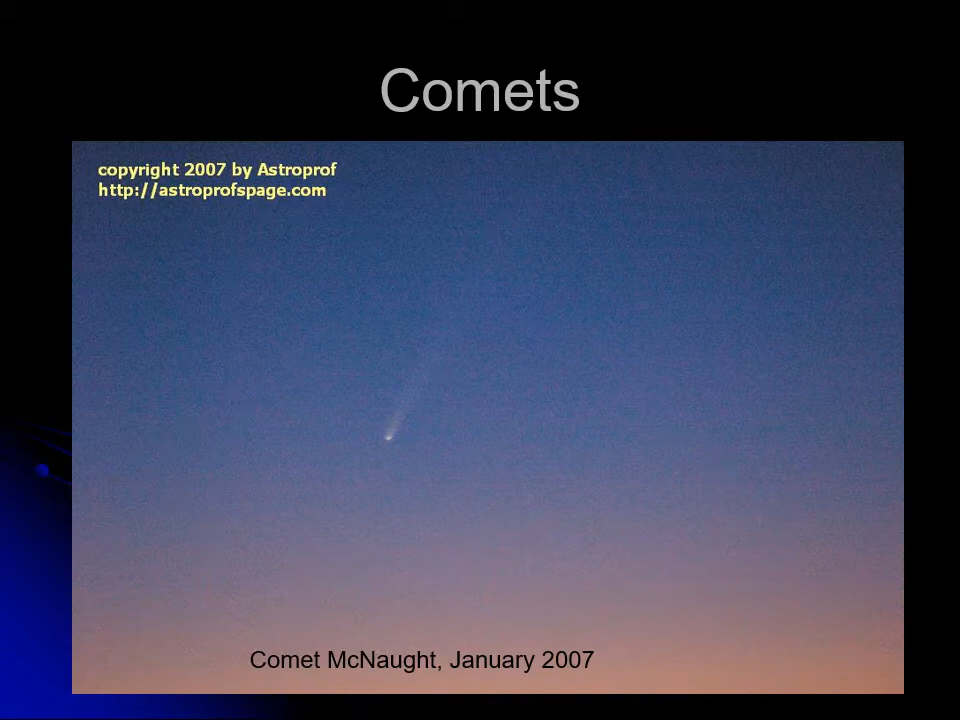 Comets
copyright 2007 by Astroprof
http://astroprofspage.com
Comet McNaught, January 2007